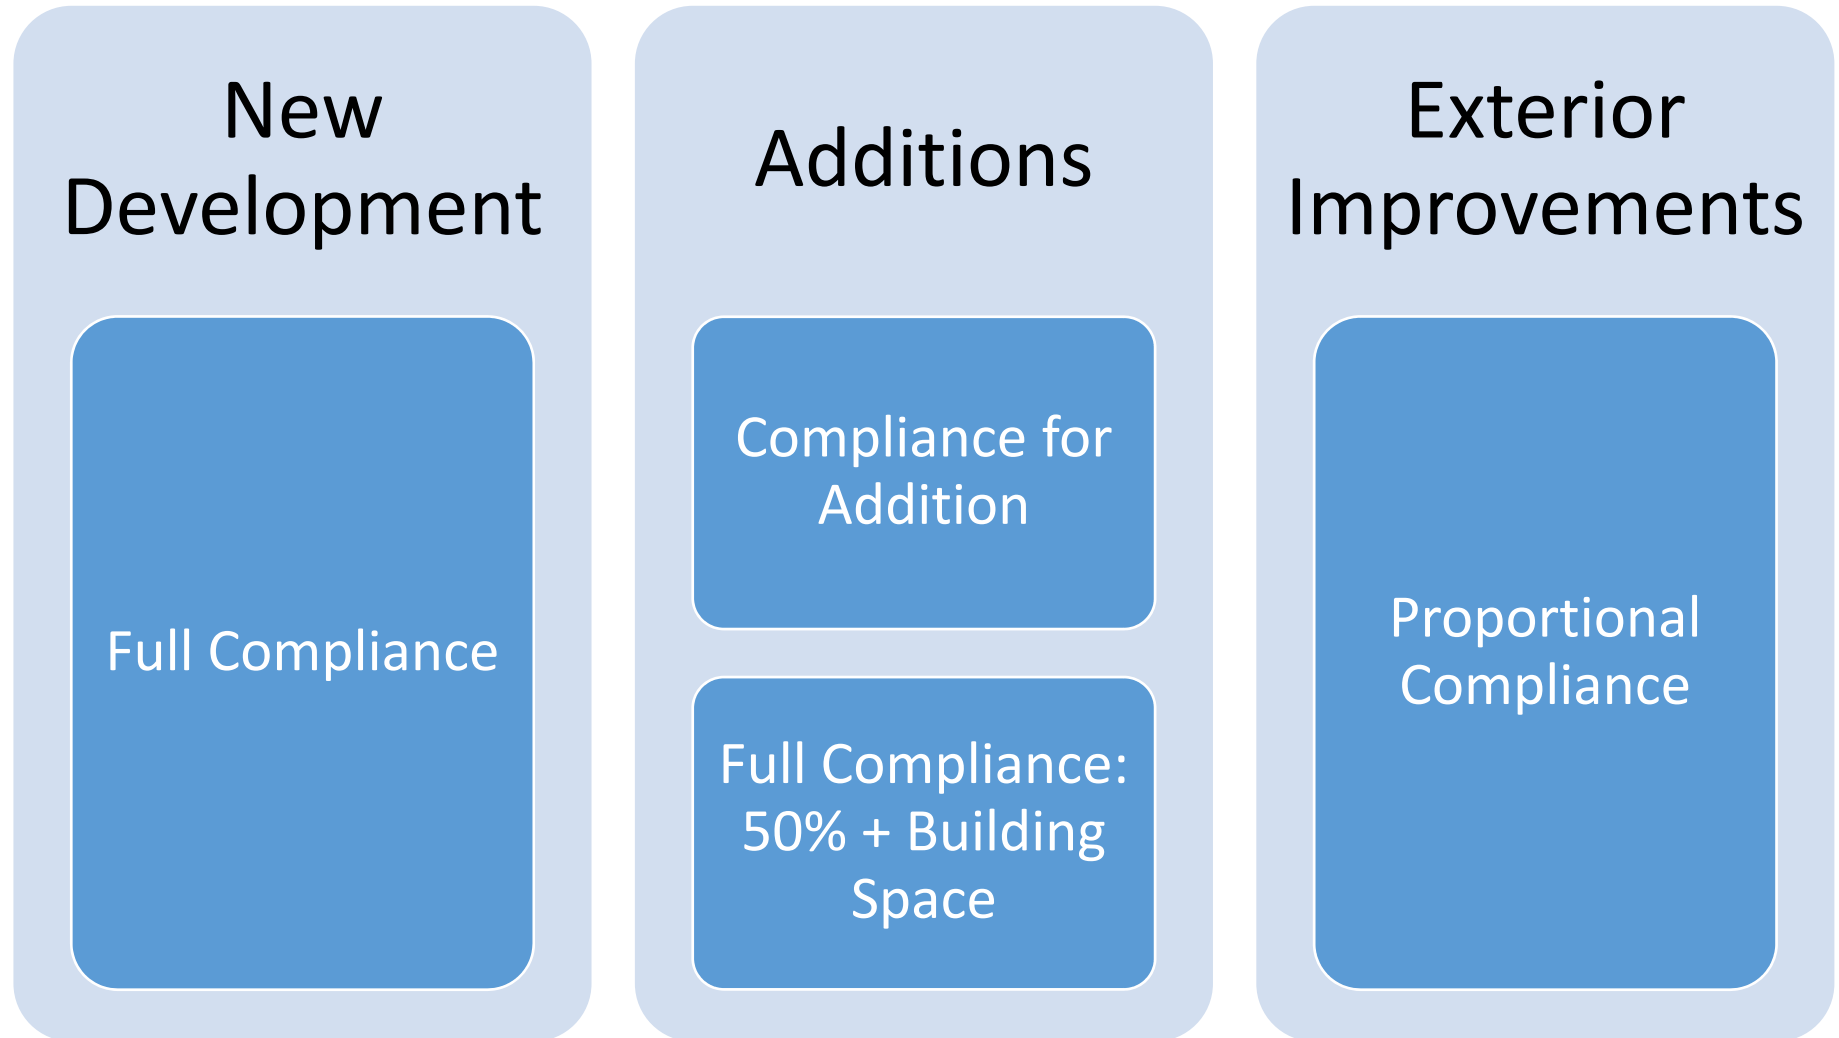 New
Development
Full Compliance
Additions
Compliance for
Addition
Full Compliance:
50% + Building
Space
Exterior
Improvements
Proportional
Compliance